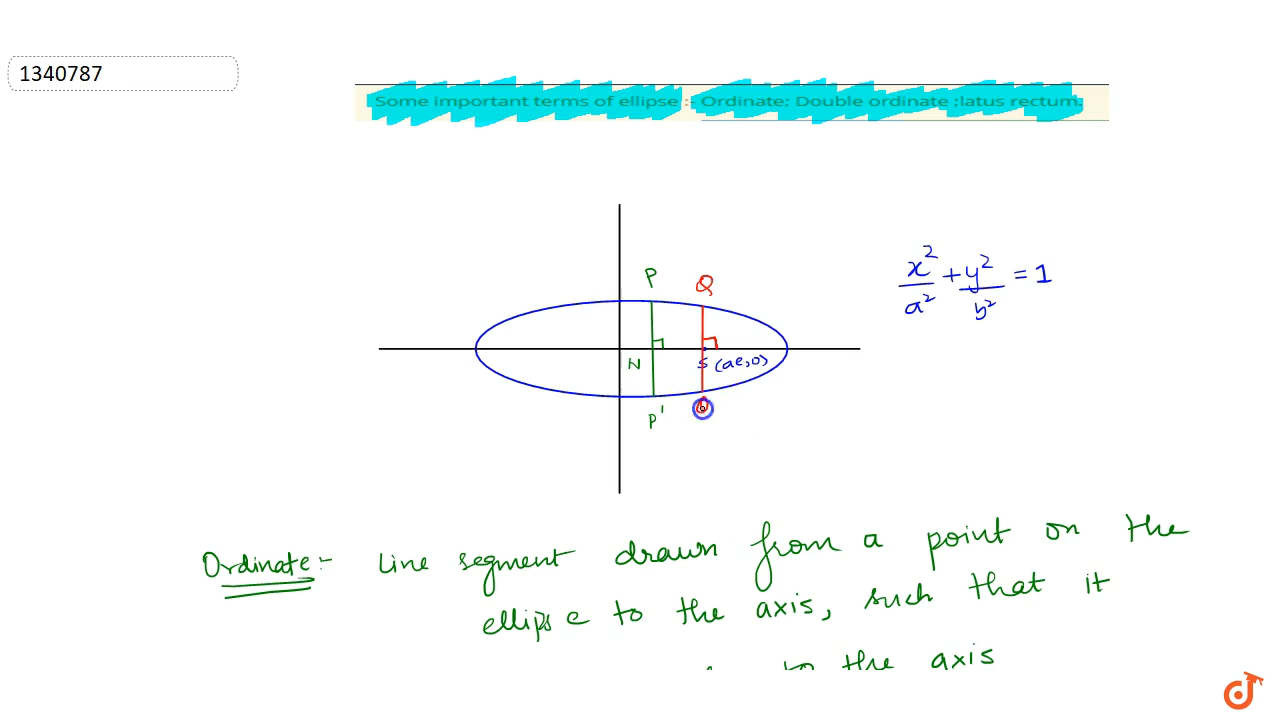 1340787
Some important terms of ellipse :- Ordinate; Double ordinate ;latus rectum.
x²/a² + y²/b² = 1
P Q
N S (ae, 0)
P'
Ordinate:- Line segment drawn from a point on the
ellipse to the axis, such that it
to the axis